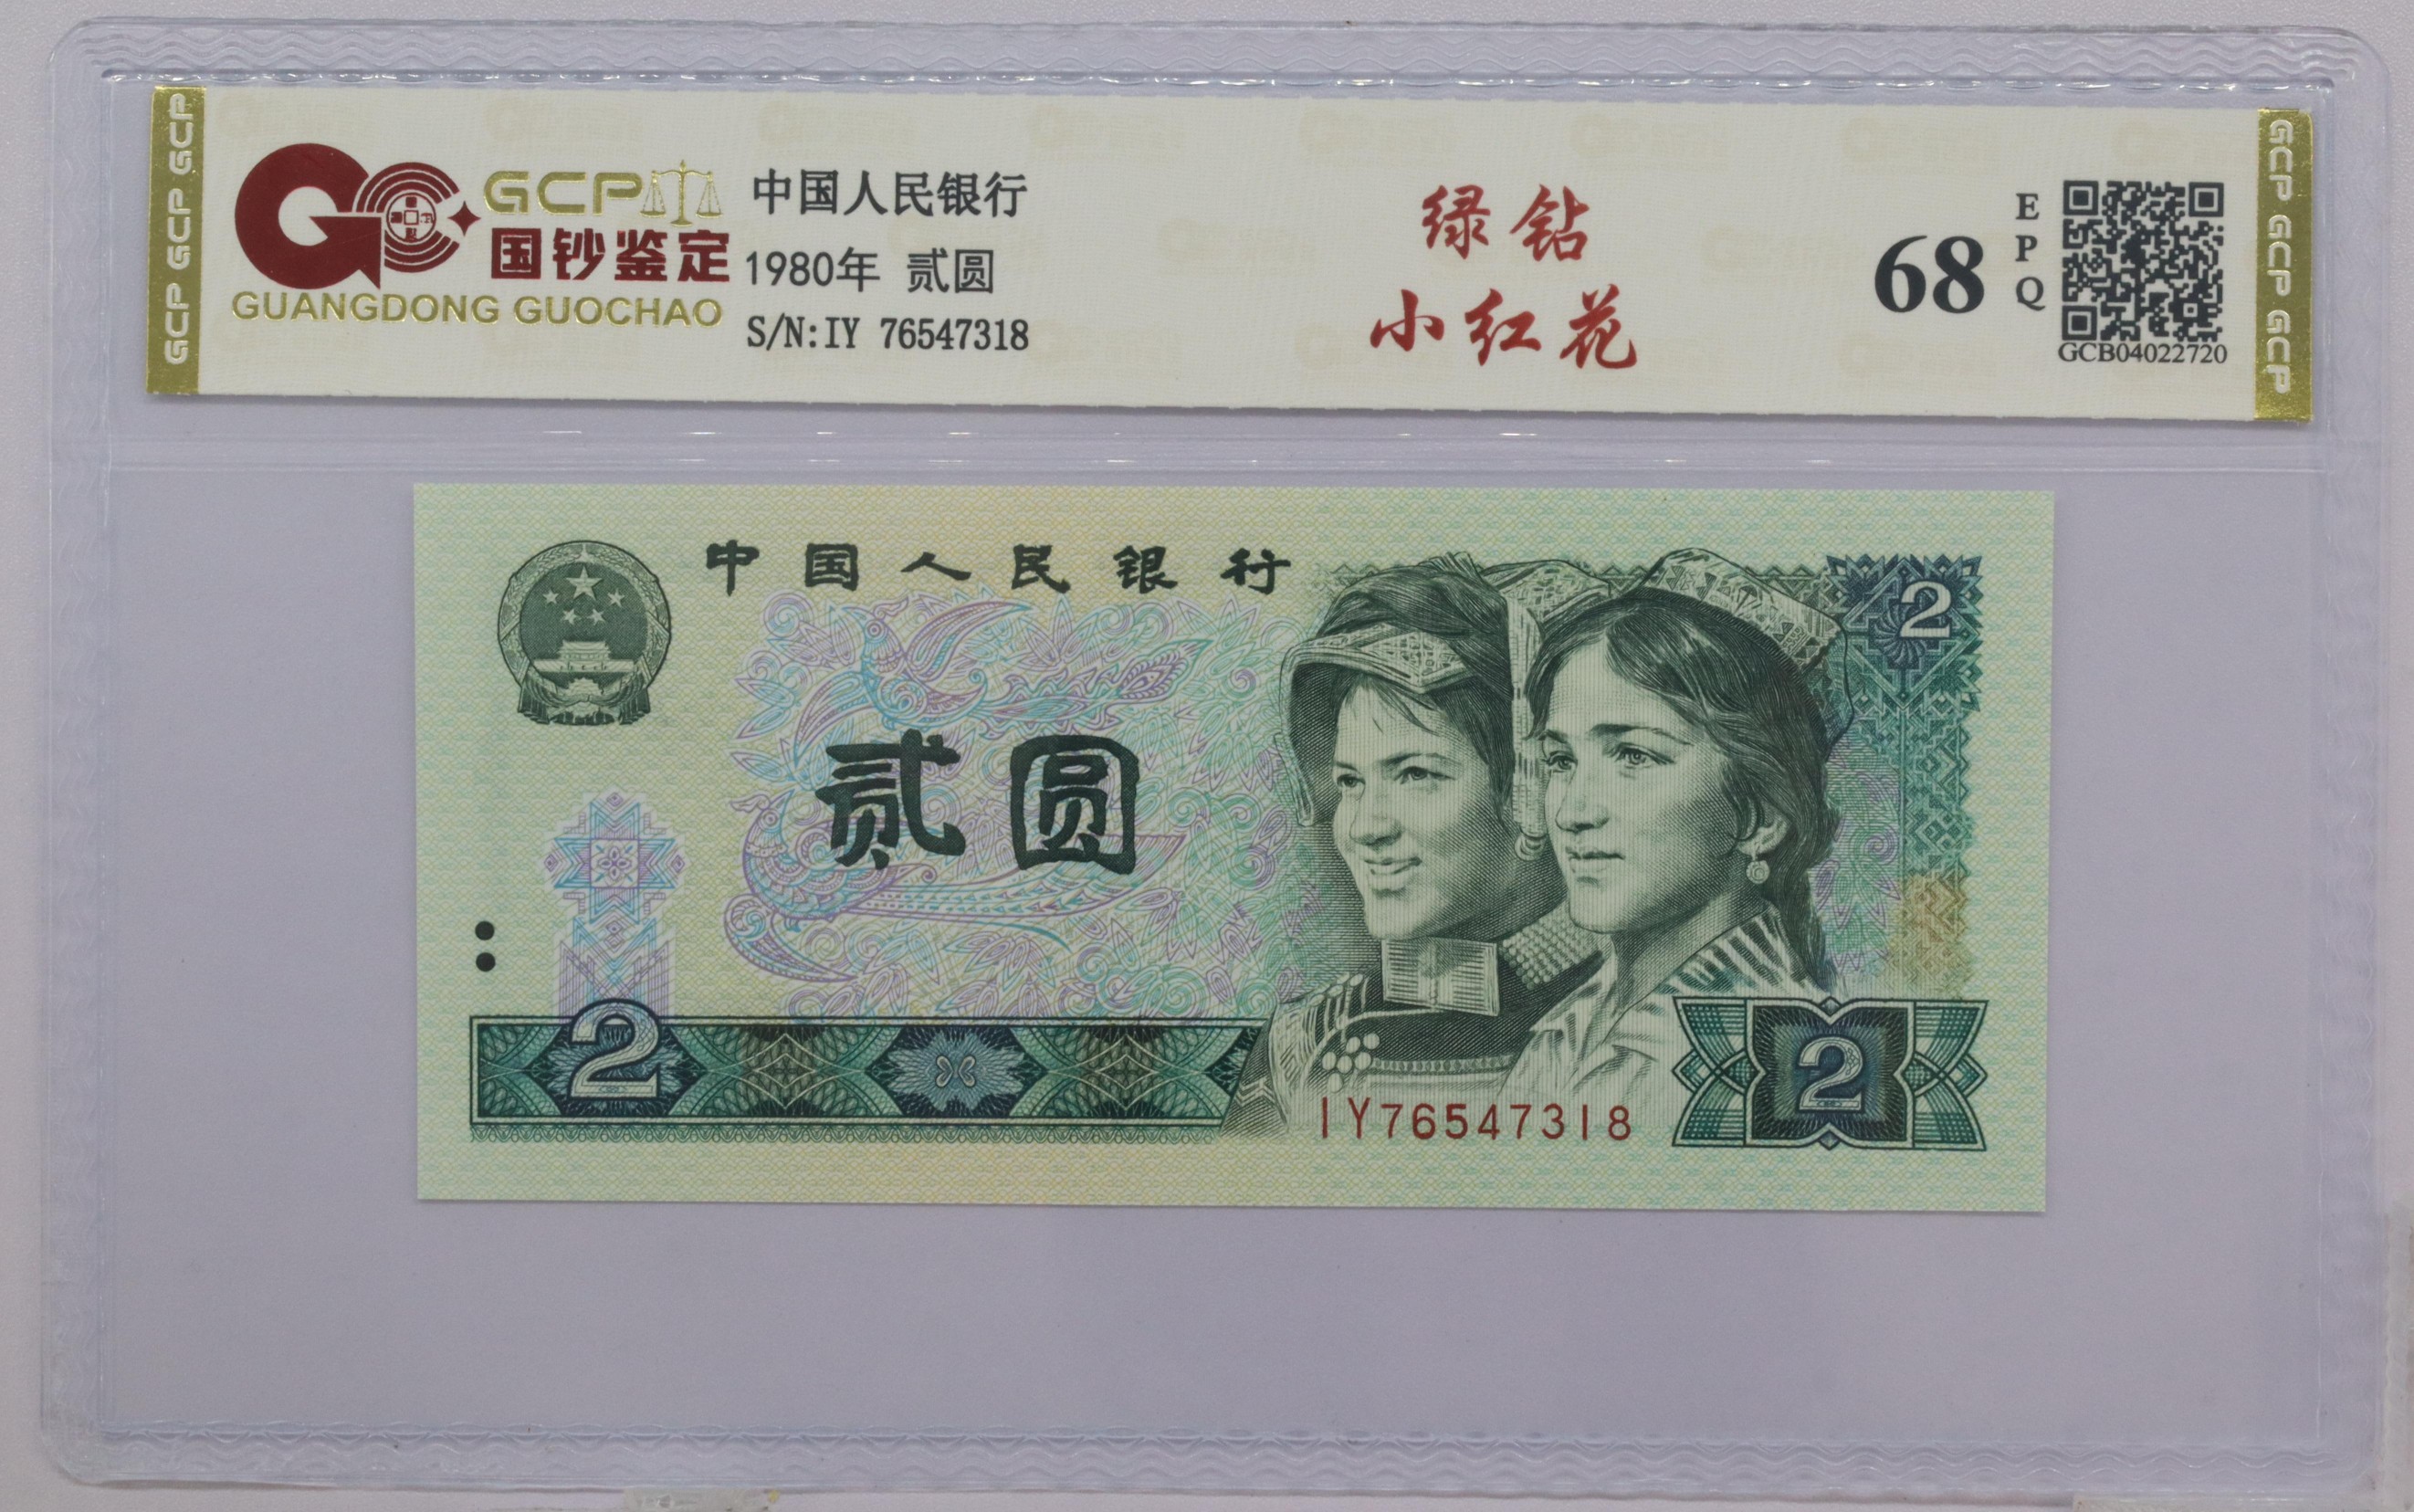 GCP GCP GCP
GCP
国钞鉴定
GUANGDONG GUOCHAO
中国人民银行
1980年 贰圆
S/N:IY 76547318
绿钻
小红花
68
EPQ
GCB04022720
GCP GCP GCP
中国人民银行
2
贰圆
2
IY76547318
2